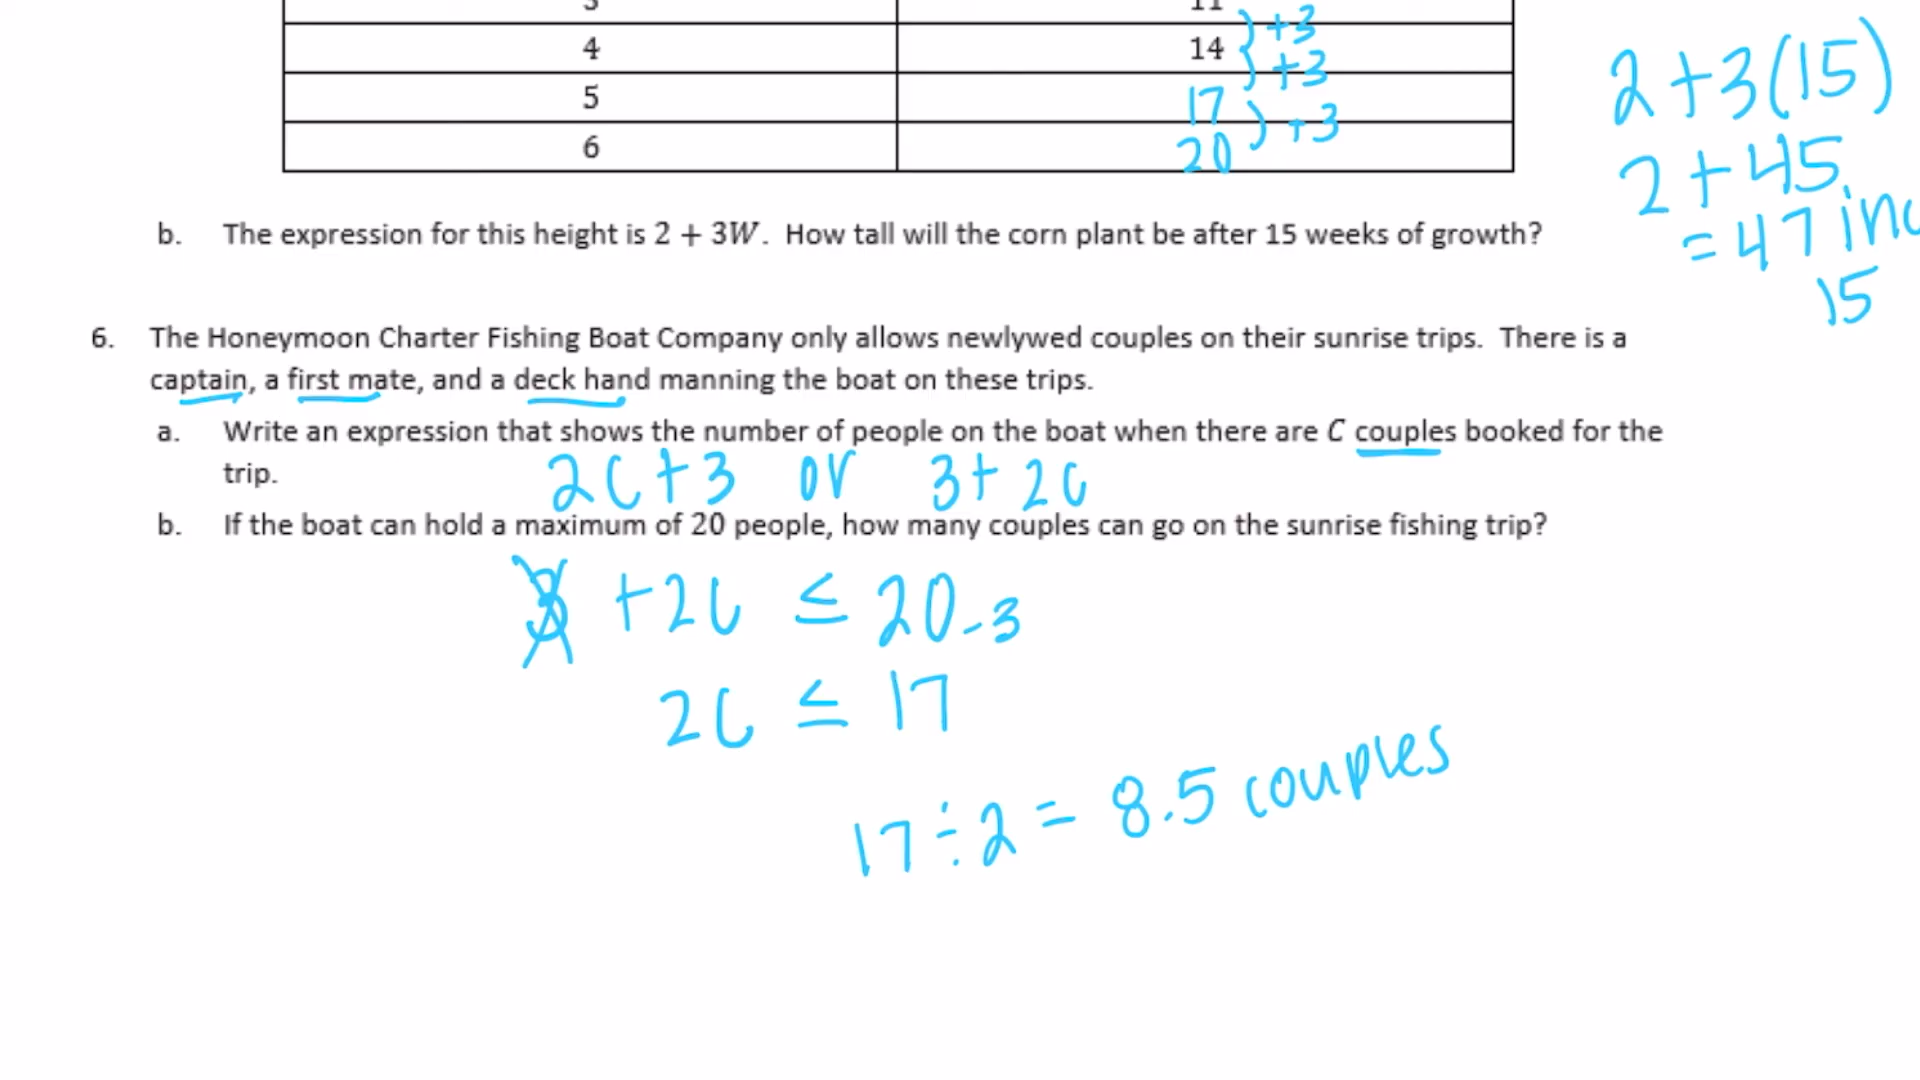 3 11
+3
4 14
+3
5 17
+3
6 20
2+3(15)
2+45
=47 inc
15
b. The expression for this height is 2 + 3W. How tall will the corn plant be after 15 weeks of growth?
6. The Honeymoon Charter Fishing Boat Company only allows newlywed couples on their sunrise trips. There is a
captain, a first mate, and a deck hand manning the boat on these trips.
a. Write an expression that shows the number of people on the boat when there are C couples booked for the
trip.
2C+3 or 3+2C
b. If the boat can hold a maximum of 20 people, how many couples can go on the sunrise fishing trip?
3 +2C ≤ 20-3
2C ≤ 17
17÷2 = 8.5 couples